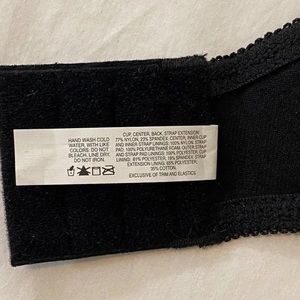 HAND WASH COLD
WATER, WITH LIKE
COLORS. DO NOT
BLEACH. LINE DRY.
DO NOT IRON.
CUP, CENTER, BACK, STRAP EXTENSION:
77% NYLON, 23% SPANDEX. CENTER, INNER CUP
AND INNER STRAP LINING: 100% NYLON. CUP
PAD: 100% POLYURETHANE FOAM. OUTER STRAP
AND STRAP PAD LINING: 100% POLYESTER. CUP
LINING: 81% POLYESTER, 19% SPANDEX. STRAP
EXTENSION LINING: 65% POLYESTER,
35% COTTON.
EXCLUSIVE OF TRIM AND ELASTICS